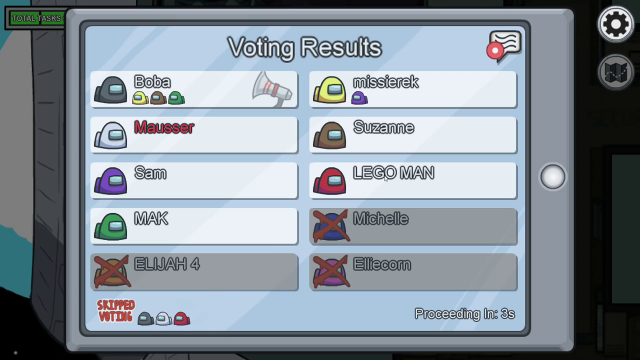 TOTAL TASKS
Voting Results
Boba
missierek
Mausser
Suzanne
Sam
LEGO MAN
MAK
Michelle
ELIJAH 4
Elliecorn
SKIPPED
VOTING
Proceeding In: 3s